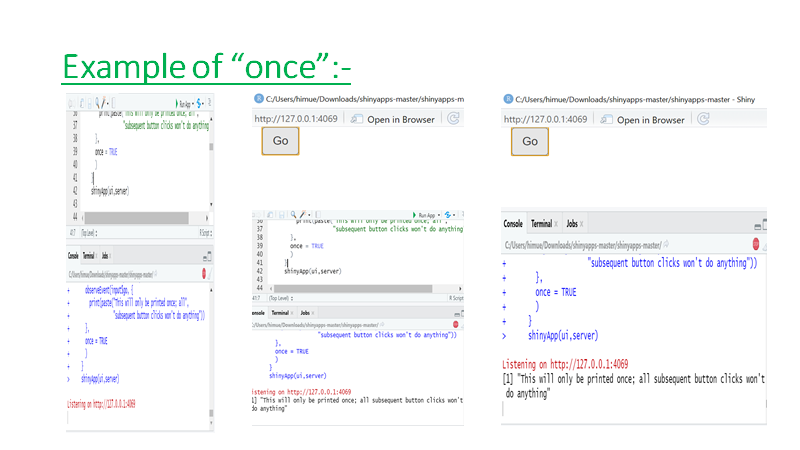 Example of “once”:-
Run App
36 print(paste("This will only be printed once; all",
37 "subsequent button clicks won't do anything
38 },
39 once = TRUE
40 )
41 }
42 shinyApp(ui,server)
43
44
41:7 (Top Level) R Script
Console Terminal Jobs
C:/Users/himue/Downloads/shinyapps-master/shinyapps-master/
+ observeEvent(input$go, {
+ print(paste("This will only be printed once; all",
+ "subsequent button clicks won't do anything"))
+ },
+ once = TRUE
+ )
+ }
> shinyApp(ui,server)
Listening on http://127.0.0.1:4069
C:/Users/himue/Downloads/shinyapps-master/shinyapps-m
http://127.0.0.1:4069 Open in Browser
Go
Run App
36 print(paste("This will only be printed once; all",
37 "subsequent button clicks won't do anything
38 },
39 once = TRUE
40 )
41 }
42 shinyApp(ui,server)
43
44
41:7 (Top Level) R Script
onsole Terminal Jobs
:/Users/himue/Downloads/shinyapps-master/shinyapps-master/
"subsequent button clicks won't do anything"))
},
once = TRUE
)
}
shinyApp(ui,server)
istening on http://127.0.0.1:4069
1] "This will only be printed once; all subsequent button clicks won't
do anything"
C:/Users/himue/Downloads/shinyapps-master/shinyapps-master - Shiny
http://127.0.0.1:4069 Open in Browser
Go
Console Terminal Jobs
C:/Users/himue/Downloads/shinyapps-master/shinyapps-master/
+ "subsequent button clicks won't do anything"))
+ },
+ once = TRUE
+ )
+ }
> shinyApp(ui,server)
Listening on http://127.0.0.1:4069
[1] "This will only be printed once; all subsequent button clicks won't
do anything"